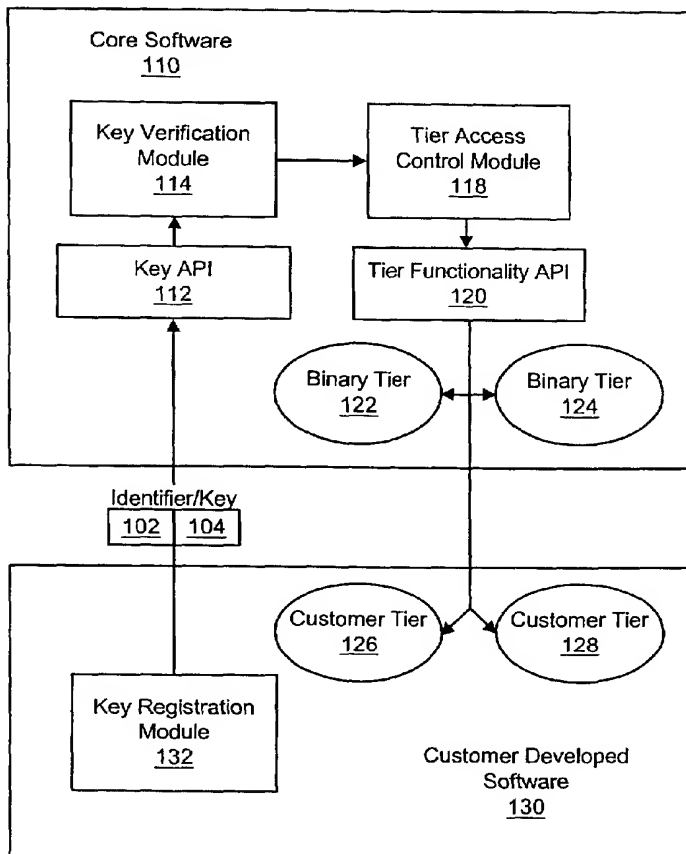 Core Software
110
Key Verification
Module
114
Tier Access
Control Module
118
Key API
112
Tier Functionality API
120
Binary Tier
122
Binary Tier
124
Identifier/Key
102 104
Customer Tier
126
Customer Tier
128
Key Registration
Module
132
Customer Developed
Software
130